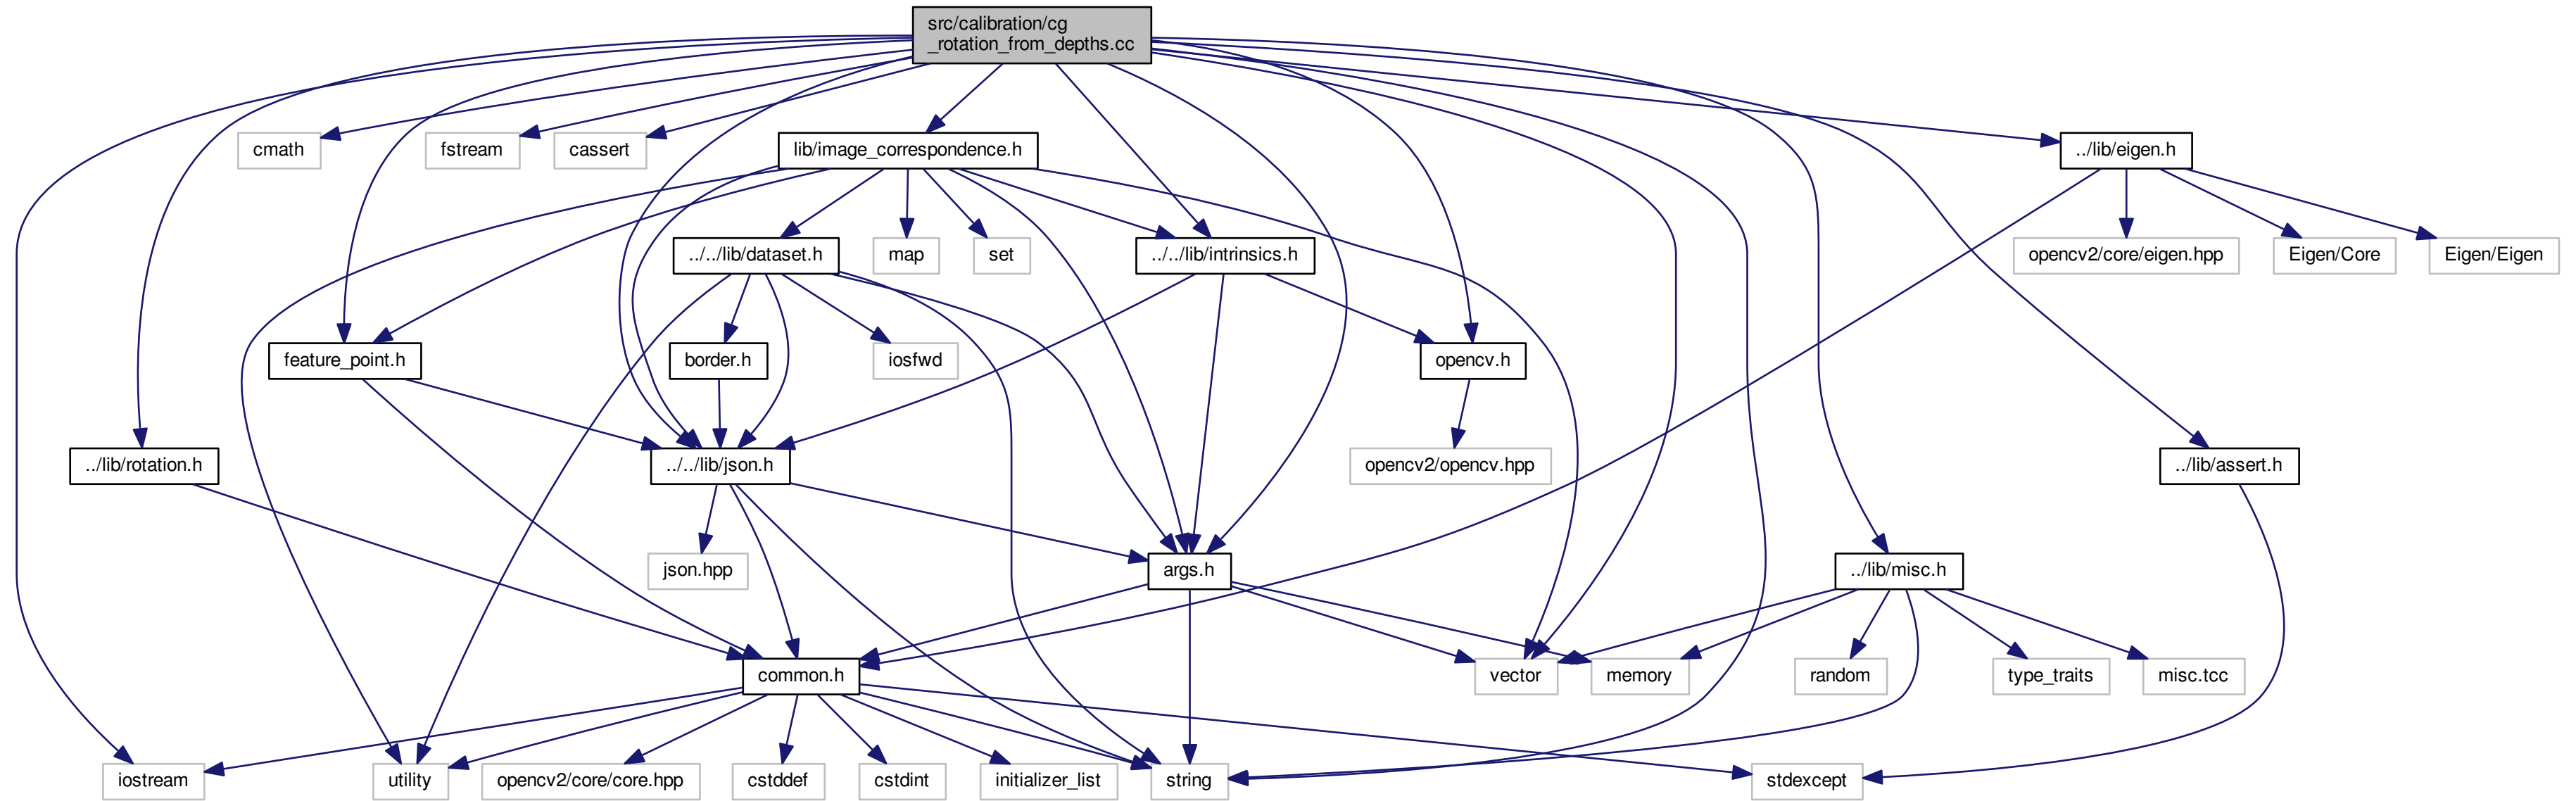 src/calibration/cg
_rotation_from_depths.cc
cmath
fstream
cassert
lib/image_correspondence.h
../lib/eigen.h
../../lib/dataset.h
map
set
../../lib/intrinsics.h
opencv2/core/eigen.hpp
Eigen/Core
Eigen/Eigen
feature_point.h
border.h
iosfwd
opencv.h
../lib/rotation.h
../../lib/json.h
opencv2/opencv.hpp
../lib/assert.h
json.hpp
args.h
../lib/misc.h
common.h
vector
memory
random
type_traits
misc.tcc
iostream
utility
opencv2/core/core.hpp
cstddef
cstdint
initializer_list
string
stdexcept